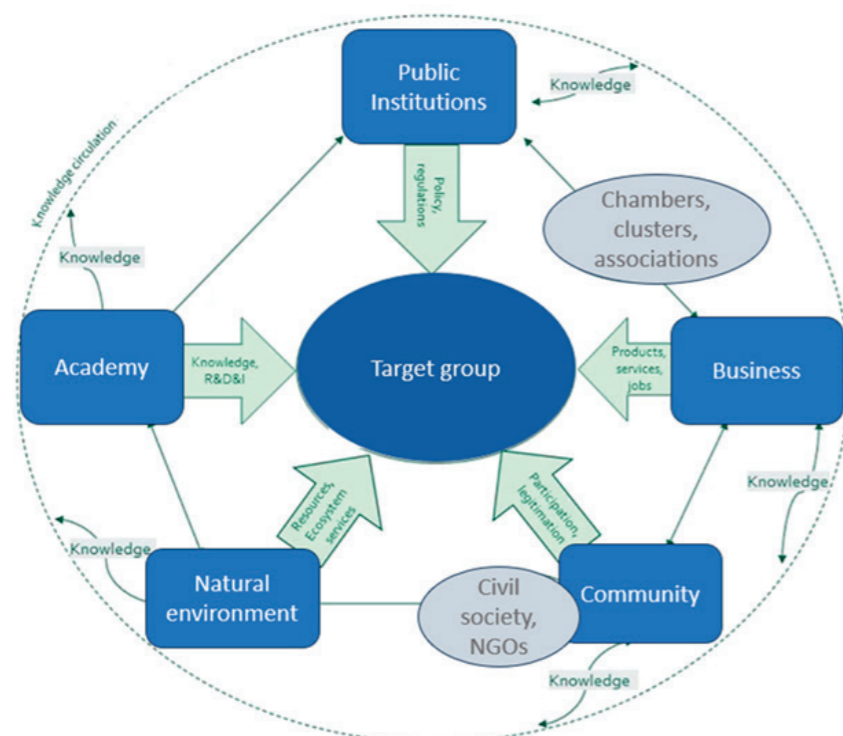 Public
Institutions
Knowledge
Knowledge circulation
Policy,
regulations
Chambers,
clusters,
associations
Knowledge
Academy
Knowledge,
R&D&I
Target group
Products,
services,
jobs
Business
Resources,
Ecosystem
services
Participation,
legitimation
Knowledge
Knowledge
Natural
environment
Civil
society,
NGOs
Community
Knowledge